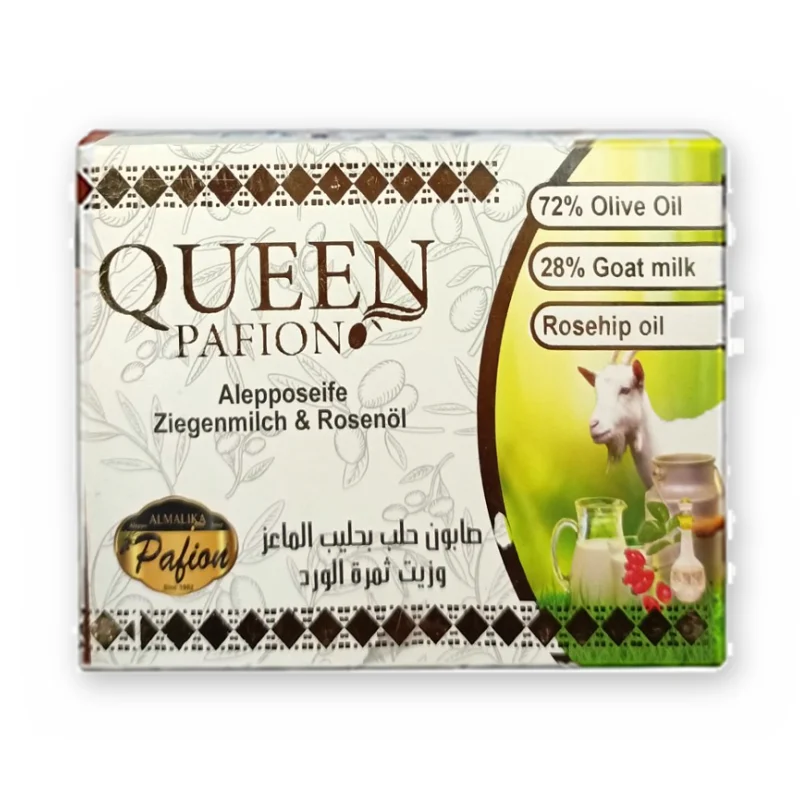 QUEEN
PAFION
Alepposeife
Ziegenmilch & Rosenöl
صابون حلب بحليب الماعز
وزيت ثمرة الورد
72% Olive Oil
28% Goat milk
Rosehip oil
ALMALIKA
Pafion